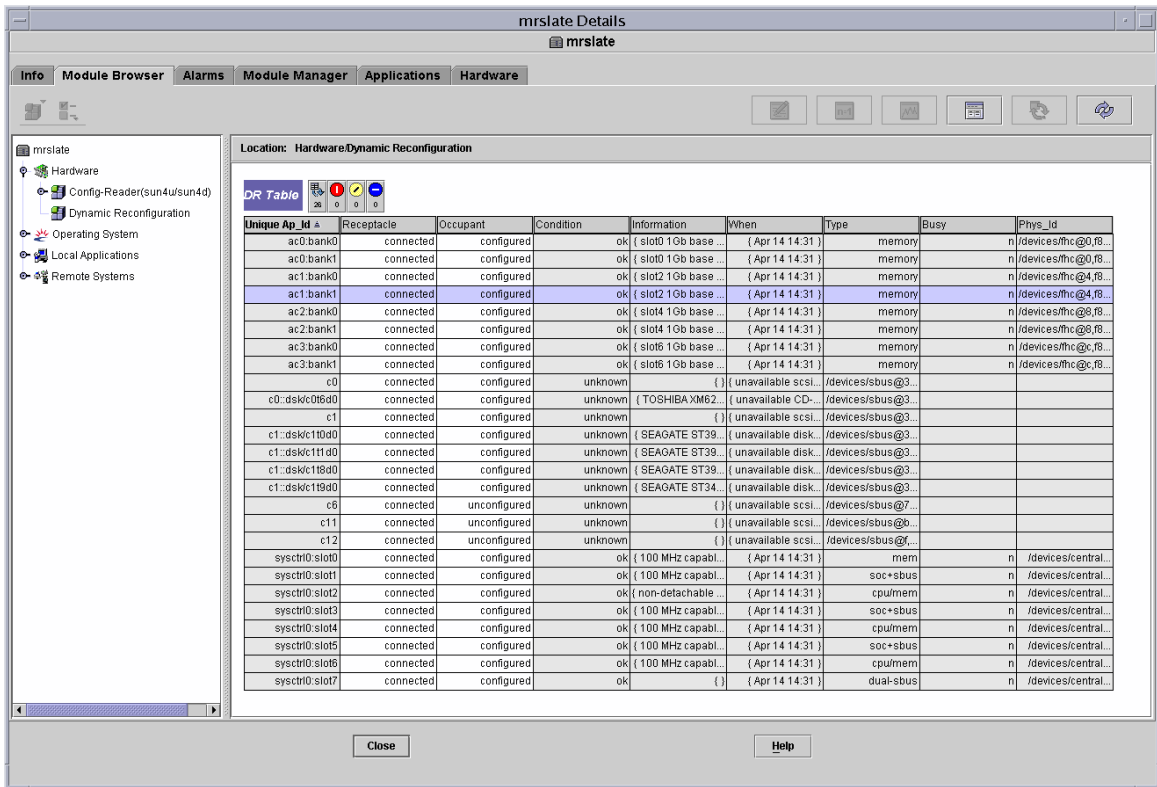 mrslate Details
mrslate
Info Module Browser Alarms Module Manager Applications Hardware
mrslate
Hardware
Config-Reader(sun4u/sun4d)
Dynamic Reconfiguration
Operating System
Local Applications
Remote Systems
Location: Hardware/Dynamic Reconfiguration
DR Table 26 0 0 0
Unique Ap_Id Receptacle Occupant Condition Information When Type Busy Phys_Id
ac0:bank0 connected configured ok { slot0 1Gb base ... { Apr 14 14:31 } memory n /devices/fhc@0,f8...
ac0:bank1 connected configured ok { slot0 1Gb base ... { Apr 14 14:31 } memory n /devices/fhc@0,f8...
ac1:bank0 connected configured ok { slot2 1Gb base ... { Apr 14 14:31 } memory n /devices/fhc@4,f8...
ac1:bank1 connected configured ok { slot2 1Gb base ... { Apr 14 14:31 } memory n /devices/fhc@4,f8...
ac2:bank0 connected configured ok { slot4 1Gb base ... { Apr 14 14:31 } memory n /devices/fhc@8,f8...
ac2:bank1 connected configured ok { slot4 1Gb base ... { Apr 14 14:31 } memory n /devices/fhc@8,f8...
ac3:bank0 connected configured ok { slot6 1Gb base ... { Apr 14 14:31 } memory n /devices/fhc@c,f8...
ac3:bank1 connected configured ok { slot6 1Gb base ... { Apr 14 14:31 } memory n /devices/fhc@c,f8...
c0 connected configured unknown { } { unavailable scsi... /devices/sbus@3...
c0::dsk/c0t6d0 connected configured unknown { TOSHIBA XM62... { unavailable CD-... /devices/sbus@3...
c1 connected configured unknown { } { unavailable scsi... /devices/sbus@3...
c1::dsk/c1t0d0 connected configured unknown { SEAGATE ST39... { unavailable disk... /devices/sbus@3...
c1::dsk/c1t1d0 connected configured unknown { SEAGATE ST39... { unavailable disk... /devices/sbus@3...
c1::dsk/c1t8d0 connected configured unknown { SEAGATE ST39... { unavailable disk... /devices/sbus@3...
c1::dsk/c1t9d0 connected configured unknown { SEAGATE ST34... { unavailable disk... /devices/sbus@3...
c6 connected unconfigured unknown { } { unavailable scsi... /devices/sbus@7...
c11 connected unconfigured unknown { } { unavailable scsi... /devices/sbus@b...
c12 connected unconfigured unknown { } { unavailable scsi... /devices/sbus@f,...
sysctrl0:slot0 connected configured ok { 100 MHz capabl... { Apr 14 14:31 } mem n /devices/central...
sysctrl0:slot1 connected configured ok { 100 MHz capabl... { Apr 14 14:31 } soc+sbus n /devices/central...
sysctrl0:slot2 connected configured ok { non-detachable ... { Apr 14 14:31 } cpu/mem n /devices/central...
sysctrl0:slot3 connected configured ok { 100 MHz capabl... { Apr 14 14:31 } soc+sbus n /devices/central...
sysctrl0:slot4 connected configured ok { 100 MHz capabl... { Apr 14 14:31 } cpu/mem n /devices/central...
sysctrl0:slot5 connected configured ok { 100 MHz capabl... { Apr 14 14:31 } soc+sbus n /devices/central...
sysctrl0:slot6 connected configured ok { 100 MHz capabl... { Apr 14 14:31 } cpu/mem n /devices/central...
sysctrl0:slot7 connected configured ok { } { Apr 14 14:31 } dual-sbus n /devices/central...
Close Help